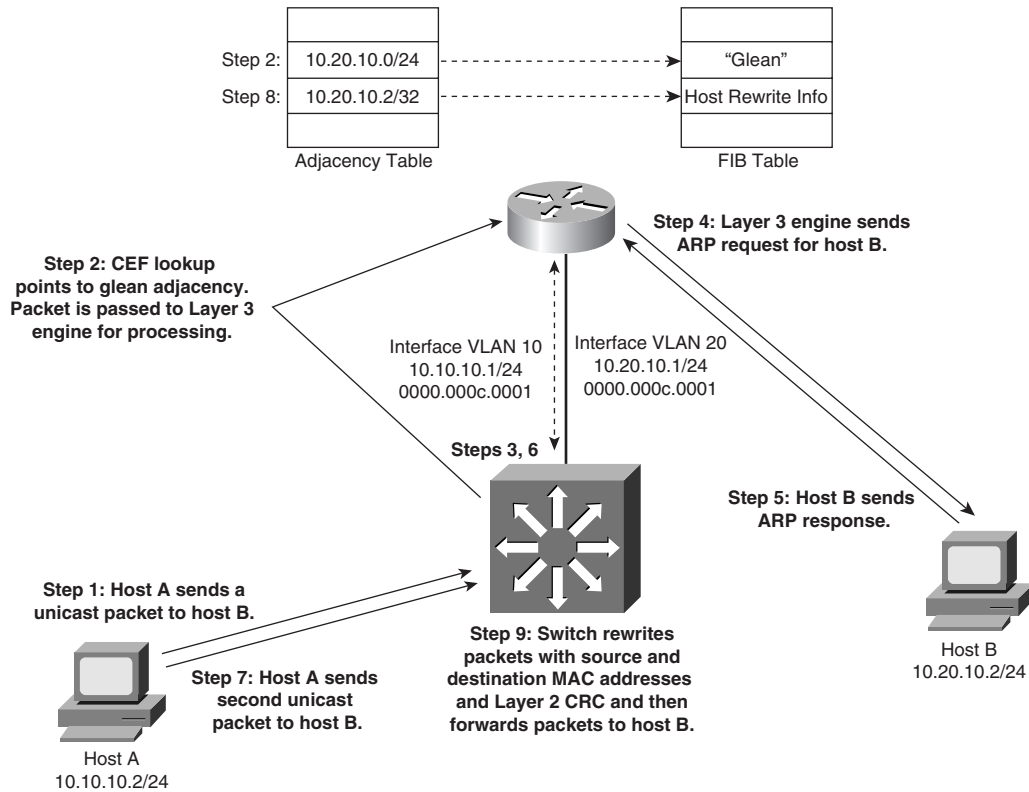 Step 2:
10.20.10.0/24
“Glean”
Step 8:
10.20.10.2/32
Host Rewrite Info
Adjacency Table
FIB Table
Step 4: Layer 3 engine sends
ARP request for host B.
Step 2: CEF lookup
points to glean adjacency.
Packet is passed to Layer 3
engine for processing.
Interface VLAN 10
10.10.10.1/24
0000.000c.0001
Interface VLAN 20
10.20.10.1/24
0000.000c.0001
Steps 3, 6
Step 5: Host B sends
ARP response.
Step 1: Host A sends a
unicast packet to host B.
Step 7: Host A sends
second unicast
packet to host B.
Step 9: Switch rewrites
packets with source and
destination MAC addresses
and Layer 2 CRC and then
forwards packets to host B.
Host B
10.20.10.2/24
Host A
10.10.10.2/24